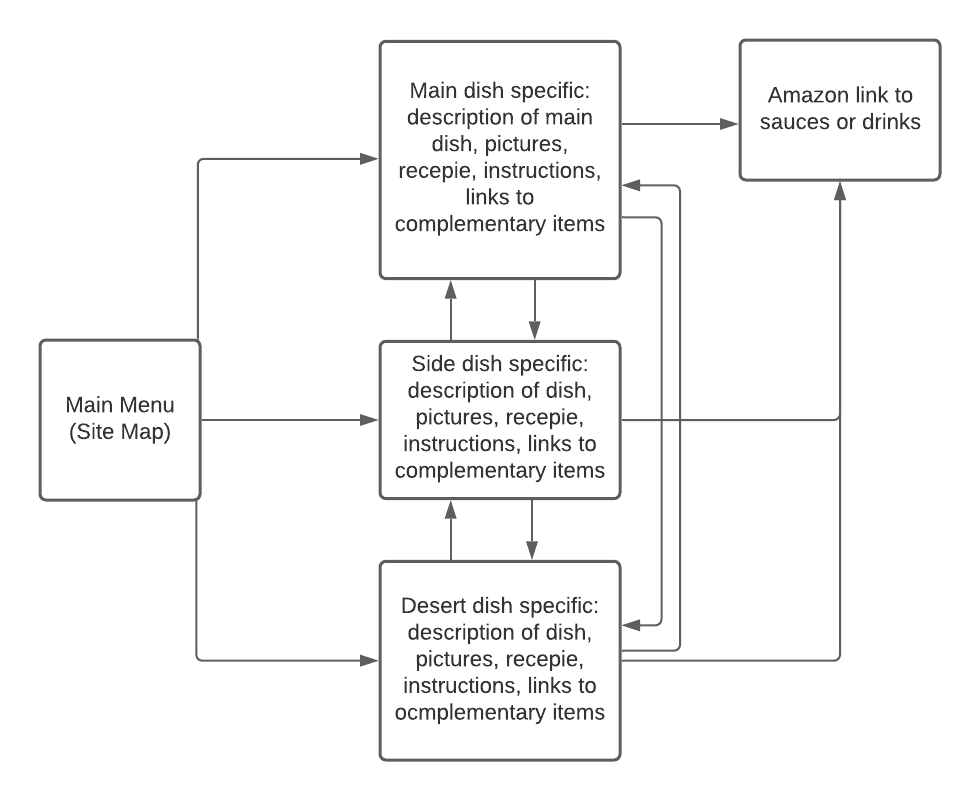 Main dish specific:
description of main
dish, pictures,
recepie, instructions,
links to
complementary items
Amazon link to
sauces or drinks
Main Menu
(Site Map)
Side dish specific:
description of dish,
pictures, recepie,
instructions, links to
complementary items
Desert dish specific:
description of dish,
pictures, recepie,
instructions, links to
ocmplementary items